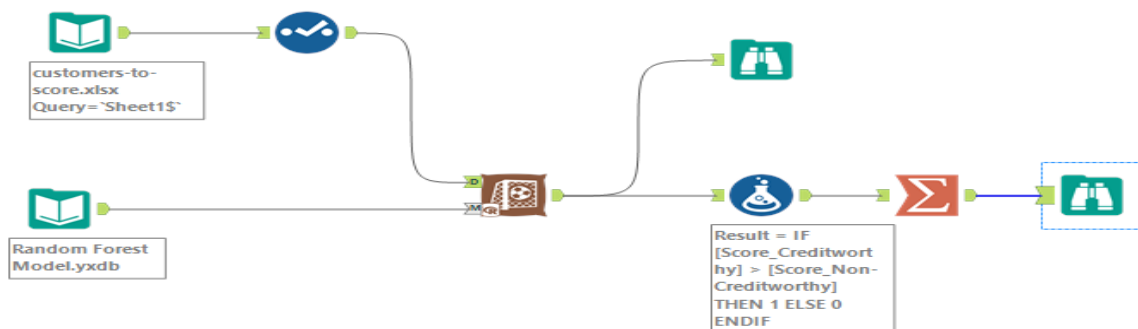 customers-to-
score.xlsx
Query=`Sheet1$`
D
M
Random Forest
Model.yxdb
Result = IF
[Score_Creditwort
hy] > [Score_Non-
Creditworthy]
THEN 1 ELSE 0
ENDIF